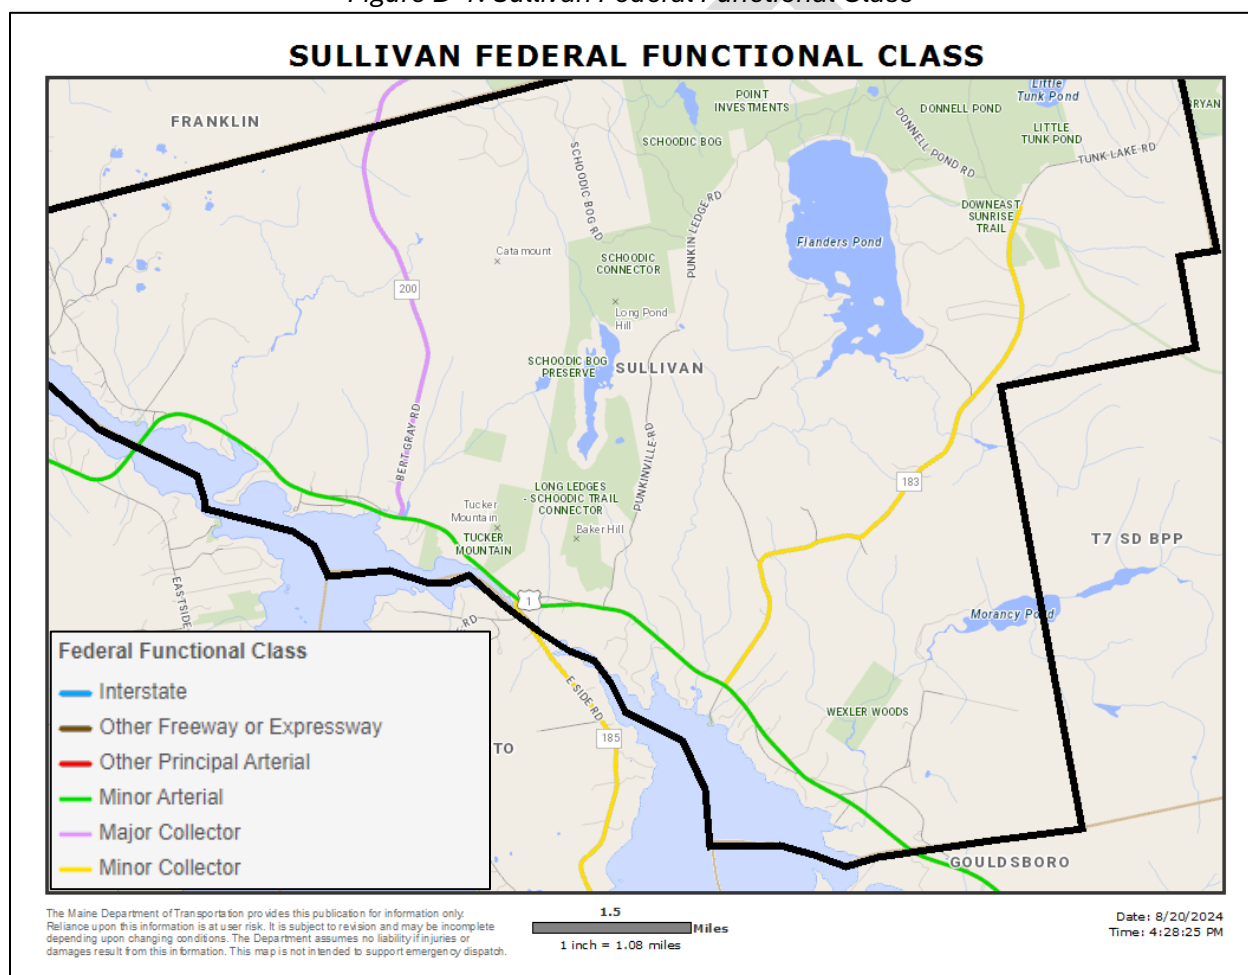 Figure D-4: Sullivan Federal Functional Class
SULLIVAN FEDERAL FUNCTIONAL CLASS
FRANKLIN
POINT
INVESTMENTS
DONNELL POND
Little
Tunk Pond
BRYAN
SCHOODIC BOG
LITTLE
TUNK POND
DONNELL POND RD
TUNK LAKE RD
SCHOODIC BOG RD
PUNKIN LEDGE RD
DOWNEAST
SUNRISE
TRAIL
Flanders Pond
Catamount
SCHOODIC
CONNECTOR
200
Long Pond
Hill
SCHOODIC BOG
PRESERVE
SULLIVAN
BERT GRAY RD
PUNKINVILLE RD
183
LONG LEDGES
- SCHOODIC TRAIL
CONNECTOR
Tucker
Mountain
Baker Hill
TUCKER
MOUNTAIN
T7 SD BPP
EASTSIDE
1
RD
Morancy Pond
E SIDE RD
WEXLER WOODS
185
TO
GOULDSBORO
Federal Functional Class
Interstate
Other Freeway or Expressway
Other Principal Arterial
Minor Arterial
Major Collector
Minor Collector
The Maine Department of Transportation provides this publication for information only.
Reliance upon this information is at user risk. It is subject to revision and may be incomplete
depending upon changing conditions. The Department assumes no liability if injuries or
damages result from this information. This map is not intended to support emergency dispatch.
1.5
Miles
1 inch = 1.08 miles
Date: 8/20/2024
Time: 4:28:25 PM